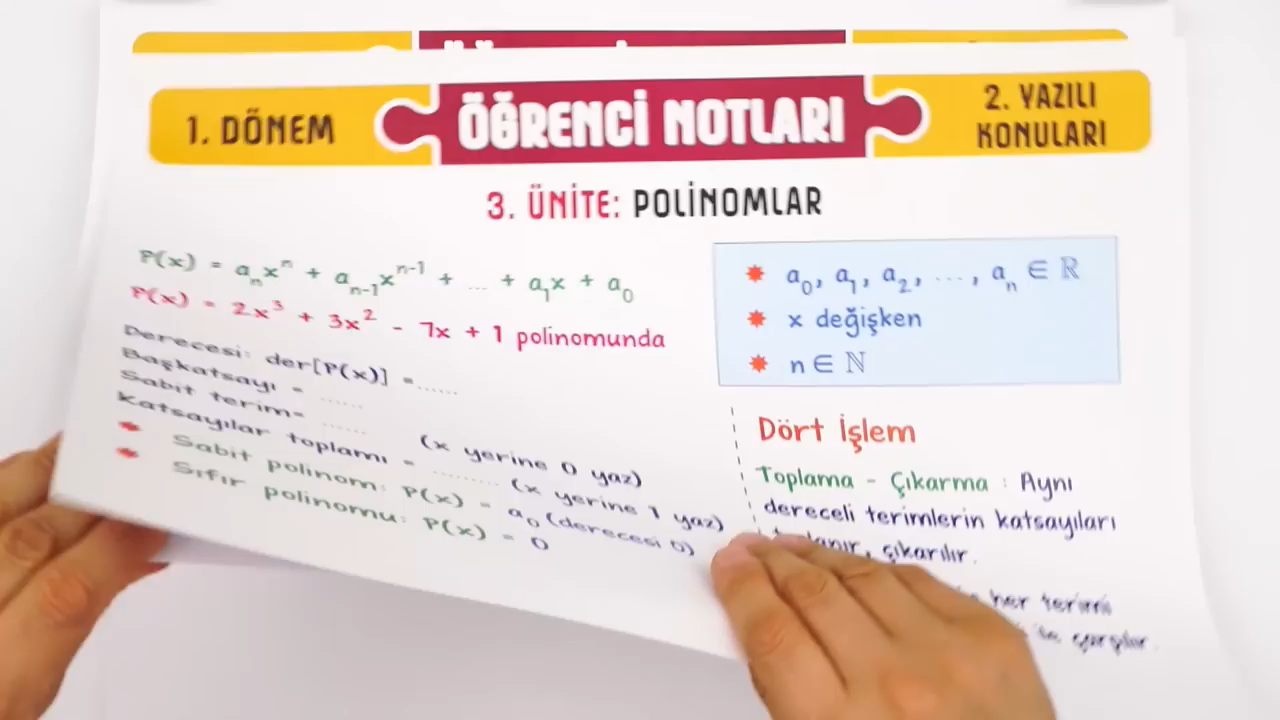 1. DÖNEM
ÖĞRENCİ NOTLARI
2. YAZILI
KONULARI
3. ÜNİTE: POLİNOMLAR
P(x) = aₙxⁿ + aₙ₋₁xⁿ⁻¹ + ... + a₁x + a₀
P(x) = 2x³ + 3x² - 7x + 1 polinomunda
Derecesi: der[P(x)] =......
Başkatsayı = ......
Sabit terim= ...... (x yerine 0 yaz)
Katsayılar toplamı = ........ (x yerine 1 yaz)
Sabit polinom: P(x) = a₀ (derecesi 0)
Sıfır polinomu: P(x) = 0
a₀, a₁, a₂, ..., aₙ ∈ ℝ
x değişken
n ∈ ℕ
Dört İşlem
Toplama - Çıkarma : Aynı
dereceli terimlerin katsayıları
çıkarılır.
her terimi